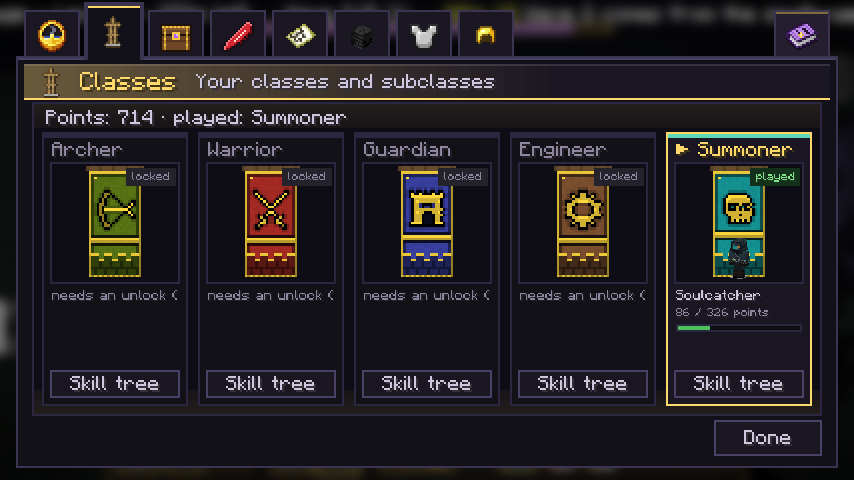 Classes Your classes and subclasses
Points: 714 · played: Summoner
Archer
locked
needs an unlock (
Skill tree
Warrior
locked
needs an unlock (
Skill tree
Guardian
locked
needs an unlock (
Skill tree
Engineer
locked
needs an unlock (
Skill tree
▶ Summoner
played
Soulcatcher
86 / 326 points
Skill tree
Done